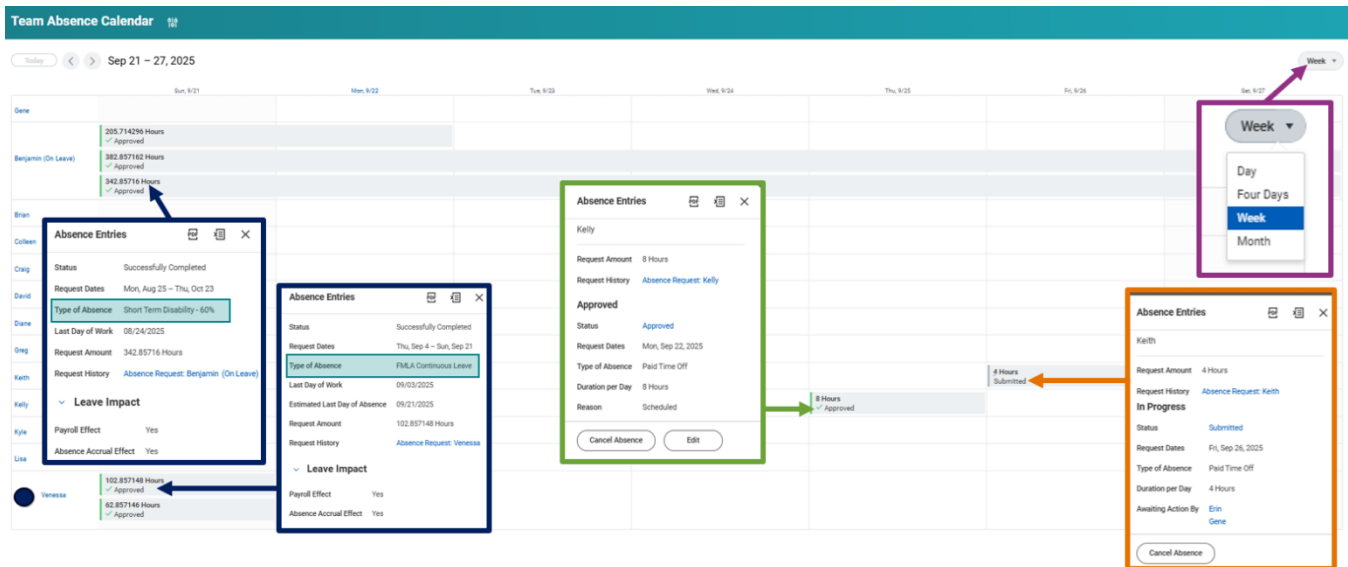 Team Absence Calendar
Today
Sep 21 – 27, 2025
Week
Sun, 9/21
Mon, 9/22
Tue, 9/23
Wed, 9/24
Thu, 9/25
Fri, 9/26
Sat, 9/27
Gene
Benjamin (On Leave)
205.714296 Hours
Approved
382.857162 Hours
Approved
342.85716 Hours
Approved
Brian
Colleen
Craig
David
Diane
Greg
Keith
4 Hours
Submitted
Kelly
8 Hours
Approved
Kyle
Lisa
Venessa
102.857148 Hours
Approved
62.857146 Hours
Approved
Absence Entries
PDF
Status Successfully Completed
Request Dates Mon, Aug 25 – Thu, Oct 23
Type of Absence Short Term Disability - 60%
Last Day of Work 08/24/2025
Request Amount 342.85716 Hours
Request History Absence Request: Benjamin (On Leave)
Leave Impact
Payroll Effect Yes
Absence Accrual Effect Yes
Absence Entries
PDF
Status Successfully Completed
Request Dates Thu, Sep 4 – Sun, Sep 21
Type of Absence FMLA Continuous Leave
Last Day of Work 09/03/2025
Estimated Last Day of Absence 09/21/2025
Request Amount 102.857148 Hours
Request History Absence Request: Venessa
Leave Impact
Payroll Effect Yes
Absence Accrual Effect Yes
Absence Entries
PDF
Kelly
Request Amount 8 Hours
Request History Absence Request: Kelly
Approved
Status Approved
Request Dates Mon, Sep 22, 2025
Type of Absence Paid Time Off
Duration per Day 8 Hours
Reason Scheduled
Cancel Absence
Edit
Week
Day
Four Days
Week
Month
Absence Entries
PDF
Keith
Request Amount 4 Hours
Request History Absence Request: Keith
In Progress
Status Submitted
Request Dates Fri, Sep 26, 2025
Type of Absence Paid Time Off
Duration per Day 4 Hours
Awaiting Action By Erin
Gene
Cancel Absence